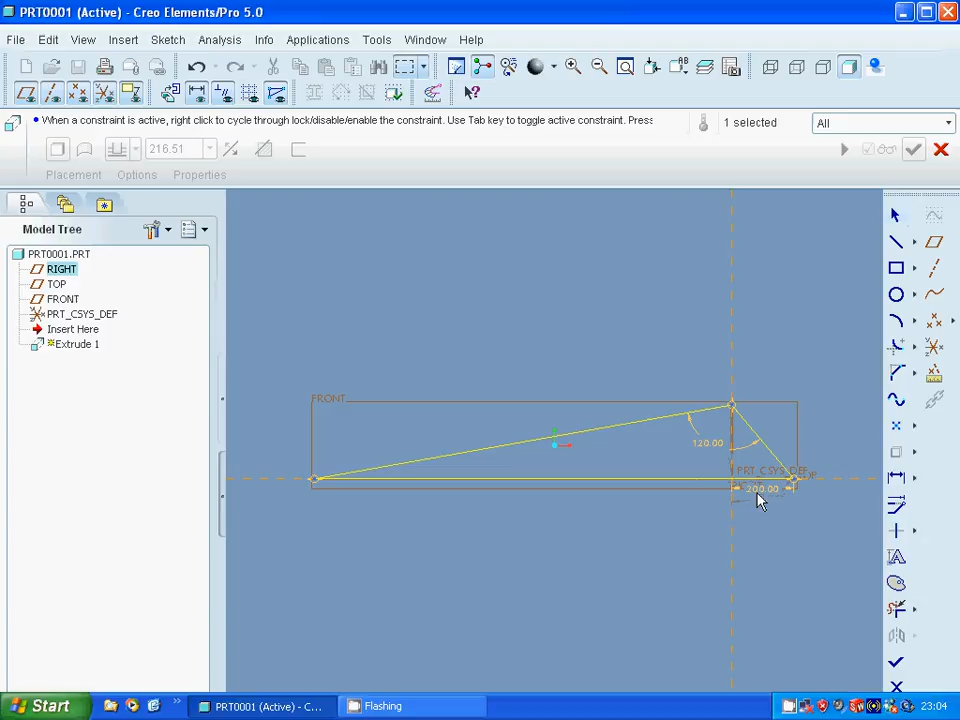 PRT0001 (Active) - Creo Elements/Pro 5.0
File Edit View Insert Sketch Analysis Info Applications Tools Window Help
When a constraint is active, right click to cycle through lock/disable/enable the constraint. Use Tab key to toggle active constraint. Press
1 selected
All
216.51
Placement Options Properties
Model Tree
PRT0001.PRT
RIGHT
TOP
FRONT
PRT_CSYS_DEF
Insert Here
Extrude 1
FRONT
120.00
PRT_CSYS_DEF
200.00
Start
PRT0001 (Active) - C...
Flashing
23:04